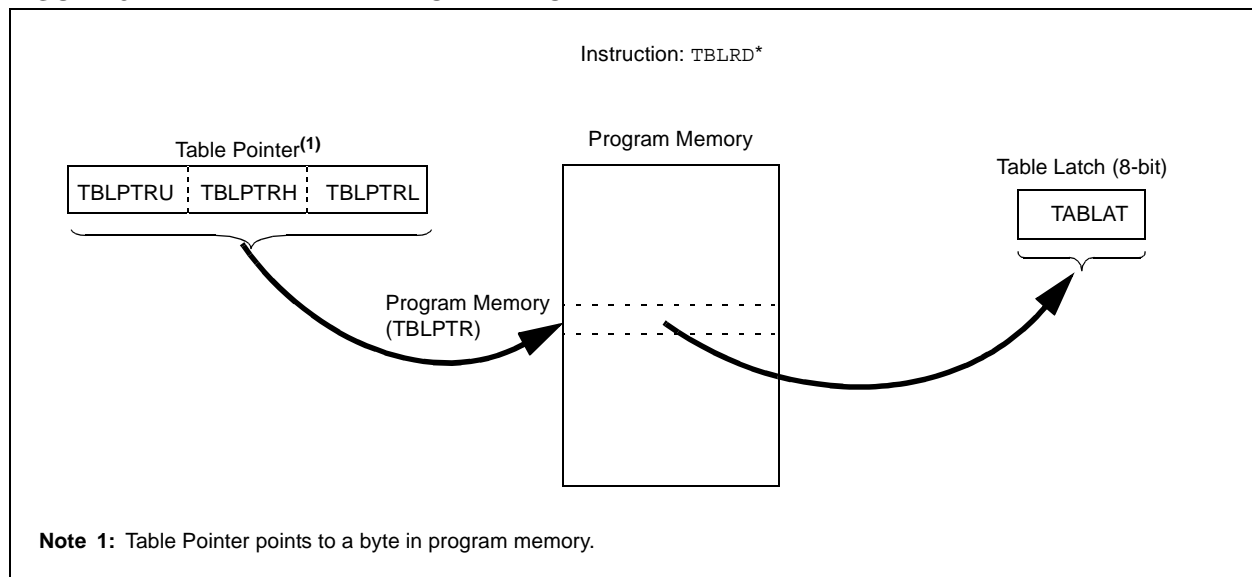 Instruction: TBLRD*
Table Pointer(1)
TBLPTRU TBLPTRH TBLPTRL
Program Memory
Table Latch (8-bit)
TABLAT
Program Memory
(TBLPTR)
Note 1: Table Pointer points to a byte in program memory.